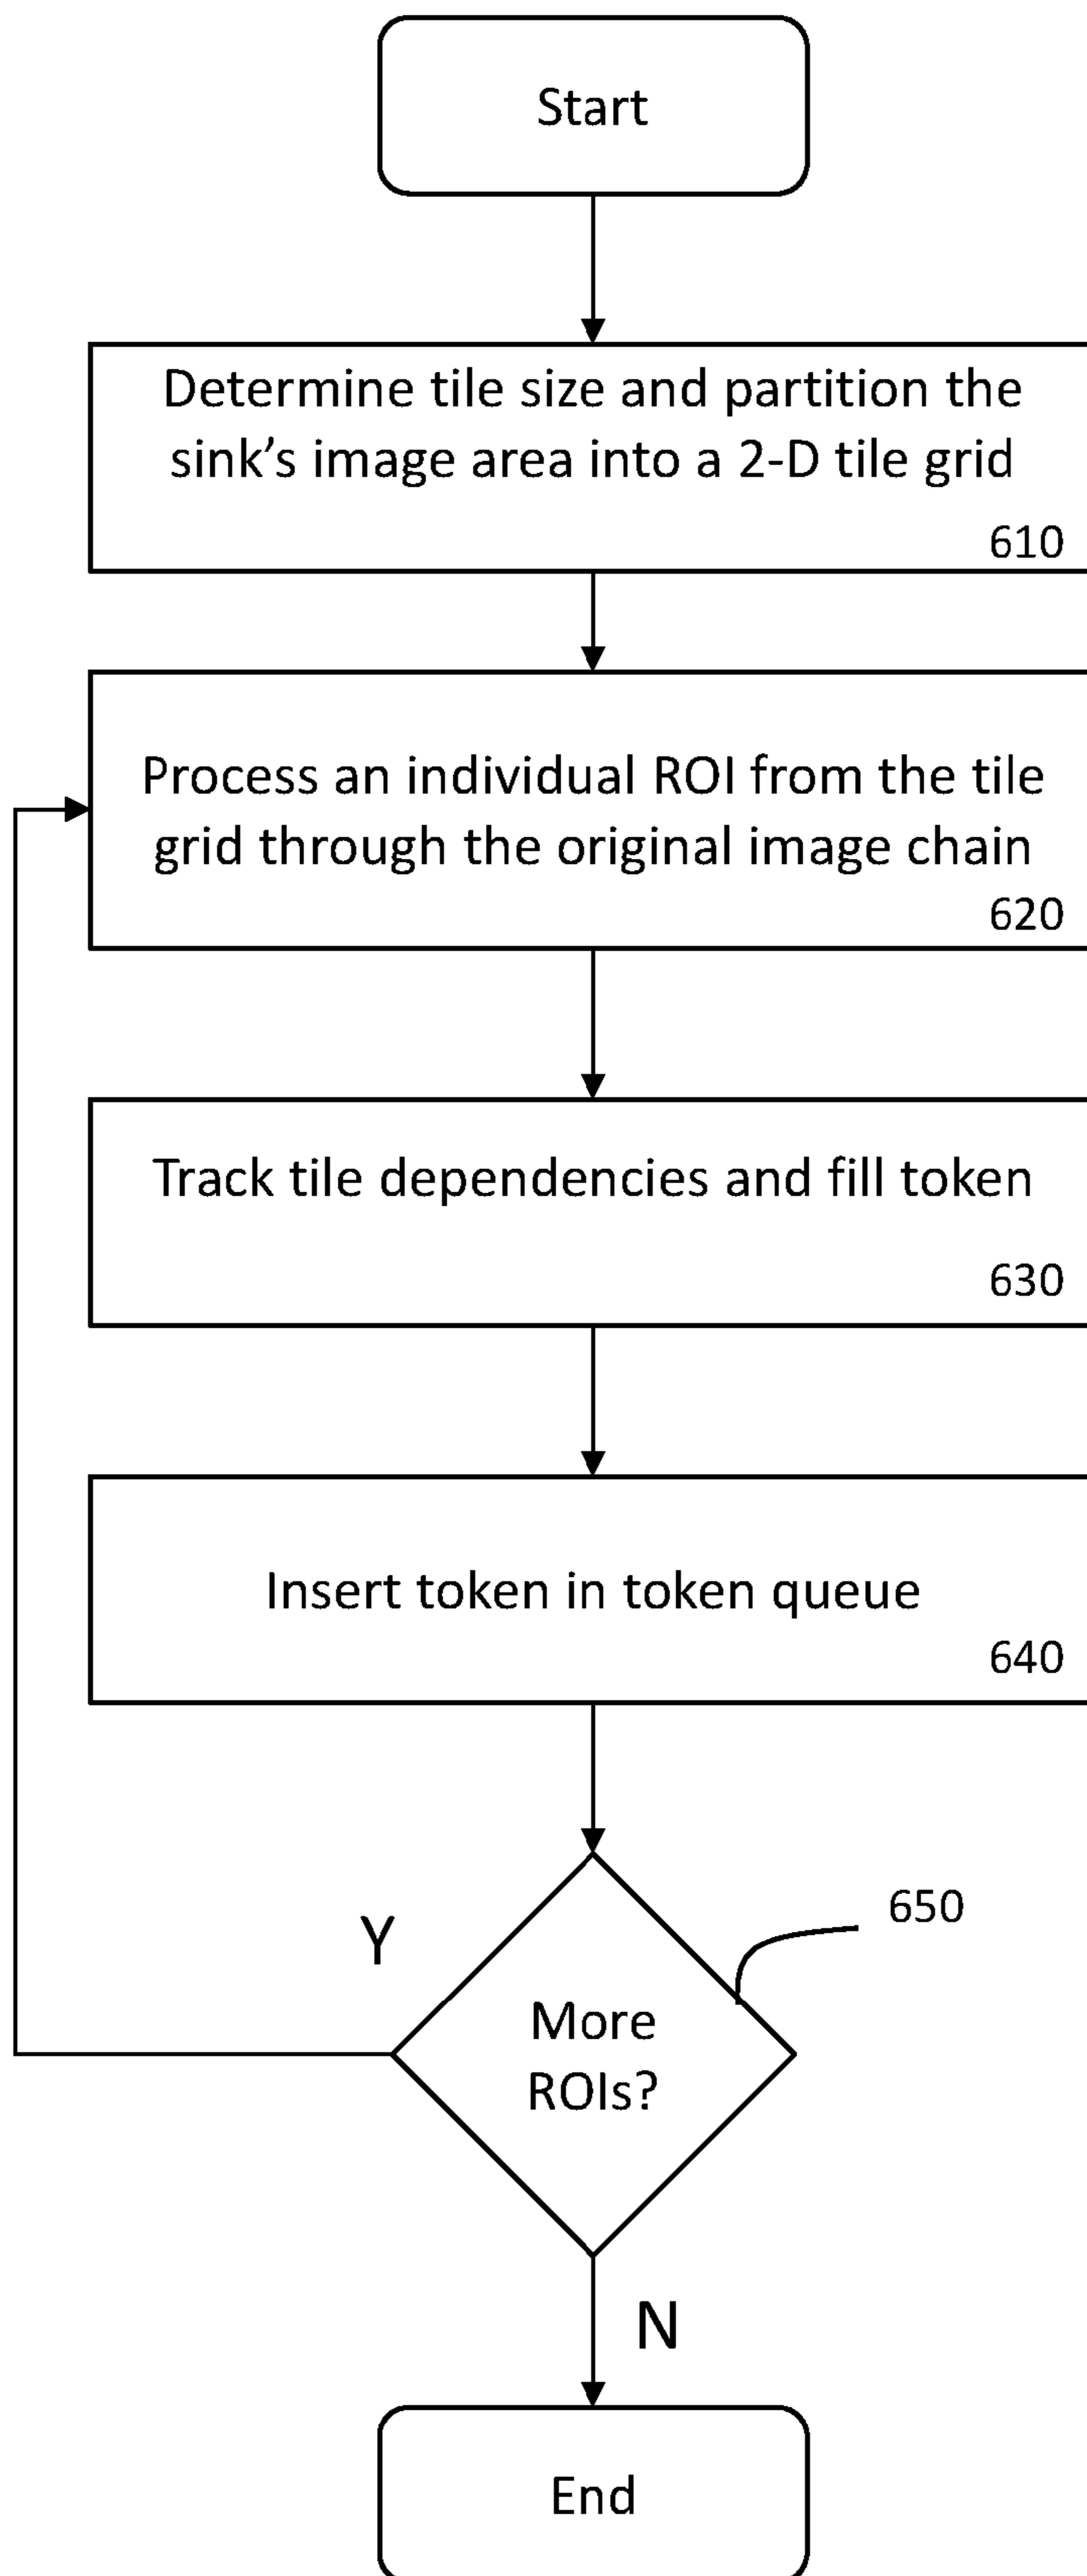 Start
Determine tile size and partition the
sink's image area into a 2-D tile grid
610
Process an individual ROI from the tile
grid through the original image chain
620
Track tile dependencies and fill token
630
Insert token in token queue
640
650
Y
More
ROIs?
N
End